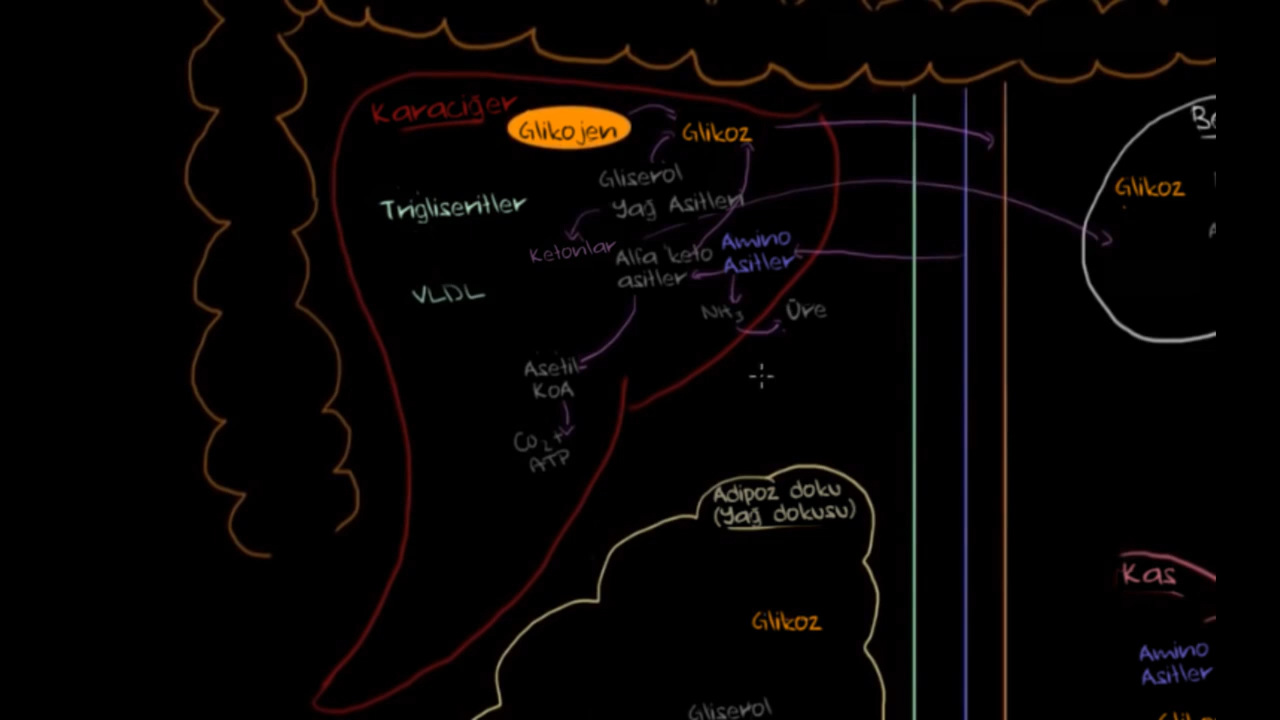 Karaciğer
Glikojen
Glikoz
Gliserol
Yağ Asitleri
Trigliseritler
Ketonlar
Alfa keto
asitler
Amino
Asitler
VLDL
NH3
Üre
Asetil
KoA
CO2+
ATP
Adipoz doku
(Yağ dokusu)
Glikoz
Gliserol
Glikoz
Kas
Amino
Asitler